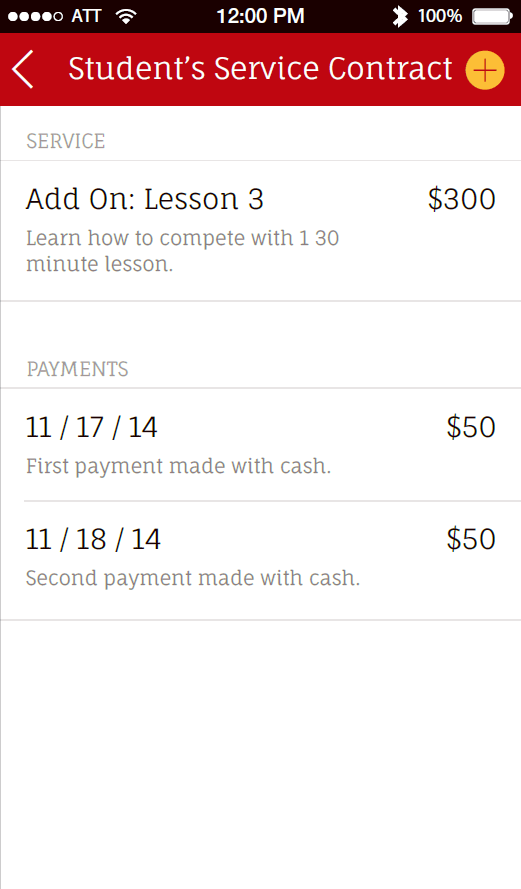 ATT 12:00 PM 100%
Student’s Service Contract
SERVICE
Add On: Lesson 3 $300
Learn how to compete with 1 30
minute lesson.
PAYMENTS
11 / 17 / 14 $50
First payment made with cash.
11 / 18 / 14 $50
Second payment made with cash.